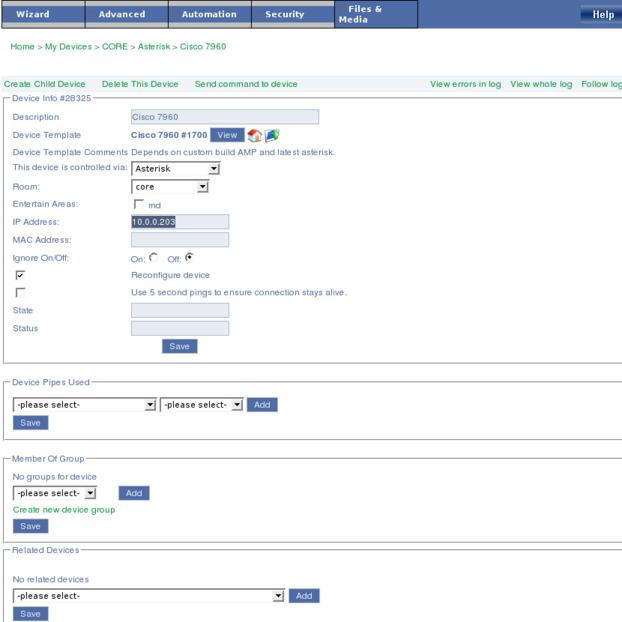 Wizard Advanced Automation Security Files & Media Help
Home > My Devices > CORE > Asterisk > Cisco 7960
Create Child Device Delete This Device Send command to device View errors in log View whole log Follow log
Device Info #28325
Description Cisco 7960
Device Template Cisco 7960 #1700 View
Device Template Comments Depends on custom build AMP and latest asterisk.
This device is controlled via: Asterisk
Room: core
Entertain Areas: md
IP Address: 10.0.0.203
MAC Address:
Ignore On/Off: On: Off:
Reconfigure device
Use 5 second pings to ensure connection stays alive.
State
Status
Save
Device Pipes Used
-please select- -please select- Add
Save
Member Of Group
No groups for device
-please select- Add
Create new device group
Save
Related Devices
No related devices
-please select- Add
Save